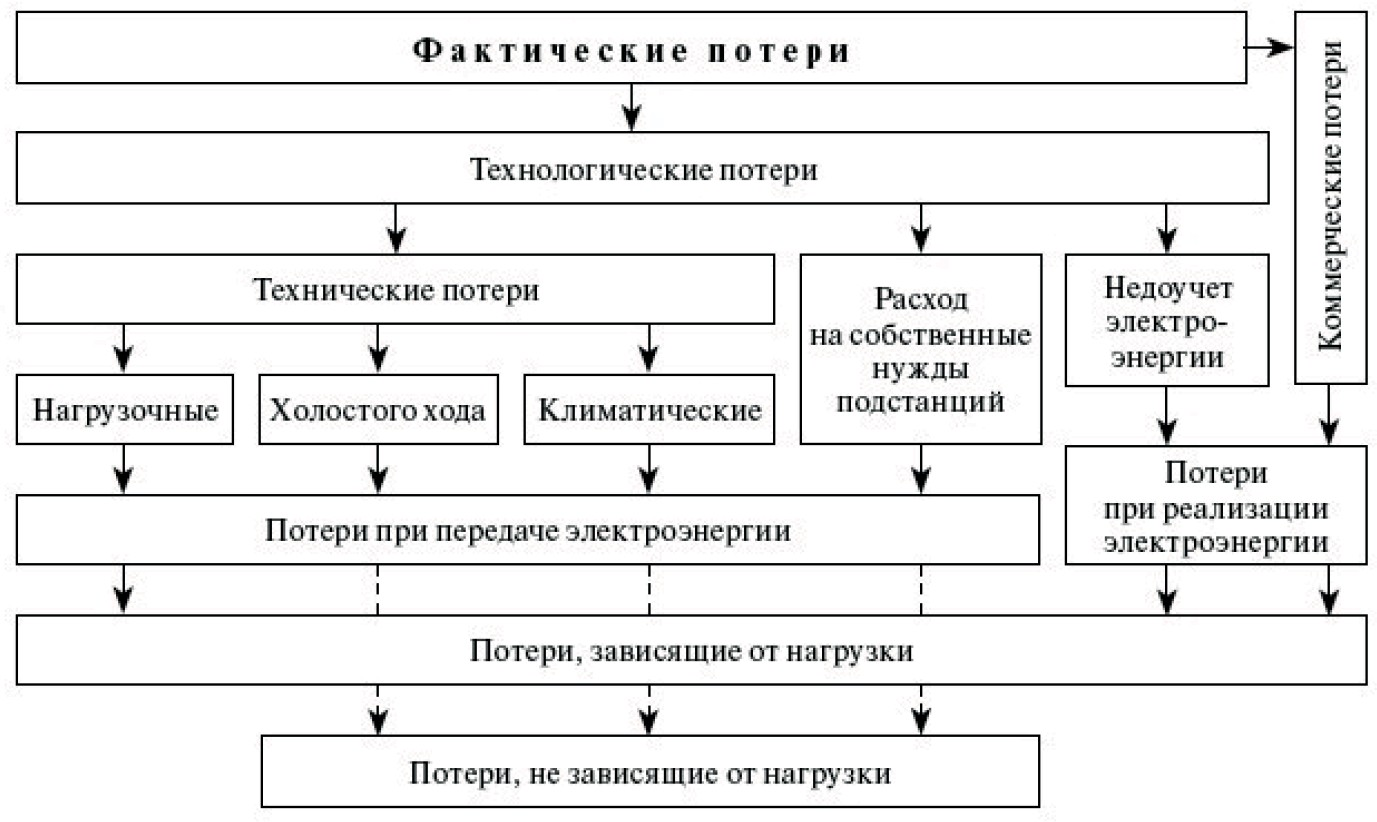 Фактические потери
Коммерческие потери
Технологические потери
Технические потери
Расход
на собственные
нужды
подстанций
Недоучет
электро-
энергии
Нагрузочные
Холостого хода
Климатические
Потери при передаче электроэнергии
Потери
при реализации
электроэнергии
Потери, зависящие от нагрузки
Потери, не зависящие от нагрузки